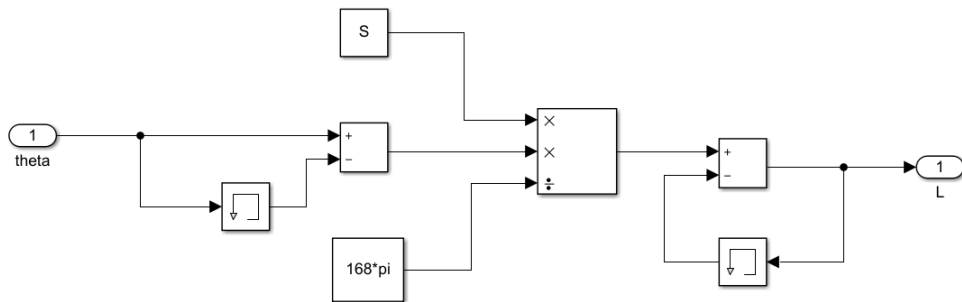 S
1
theta
+
−
×
×
÷
168*pi
+
−
1
L